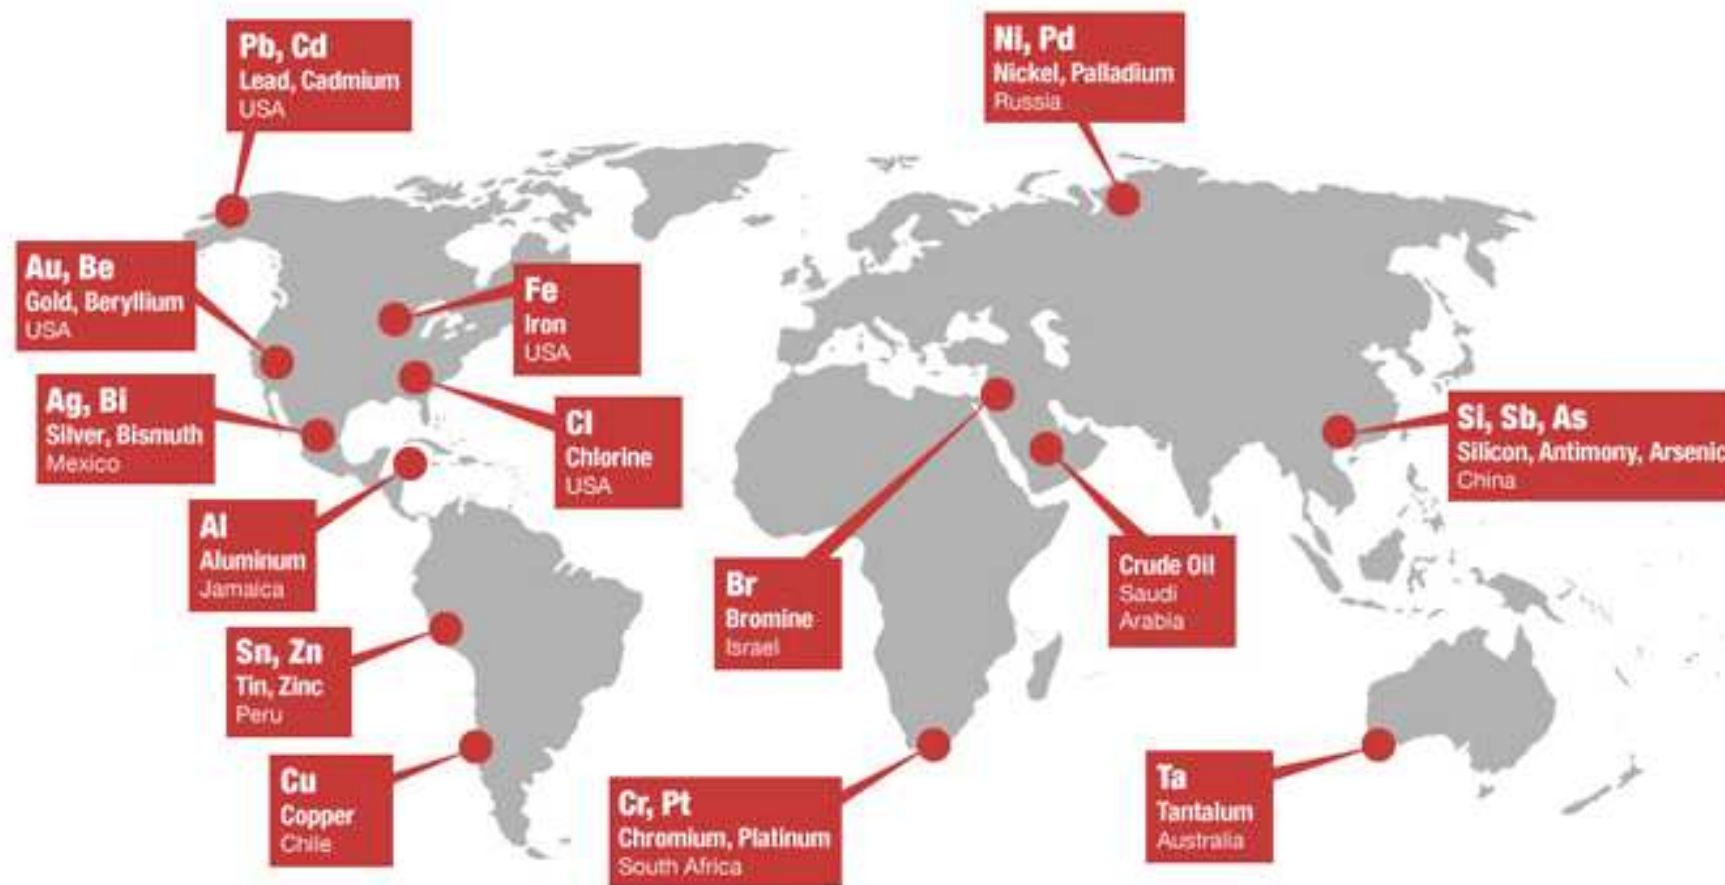 Pb, Cd
Lead, Cadmium
USA
Ni, Pd
Nickel, Palladium
Russia
Au, Be
Gold, Beryllium
USA
Fe
Iron
USA
Ag, Bi
Silver, Bismuth
Mexico
Cl
Chlorine
USA
Si, Sb, As
Silicon, Antimony, Arsenic
China
Al
Aluminum
Jamaica
Br
Bromine
Israel
Crude Oil
Saudi
Arabia
Sn, Zn
Tin, Zinc
Peru
Cu
Copper
Chile
Cr, Pt
Chromium, Platinum
South Africa
Ta
Tantalum
Australia